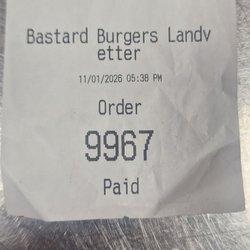 Bastard Burgers Landv
etter
11/01/2026 05:38 PM
Order
9967
Paid